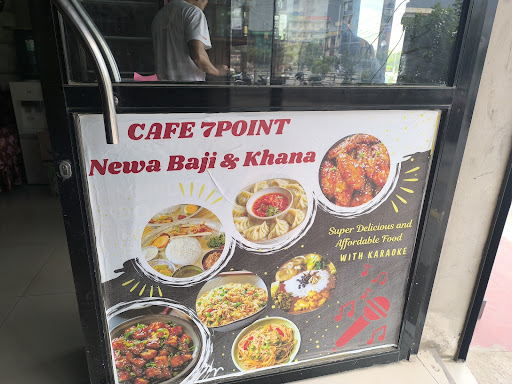 CAFE 7POINT
Newa Baji & Khana
Super Delicious and
Affordable Food
WITH KARAOKE